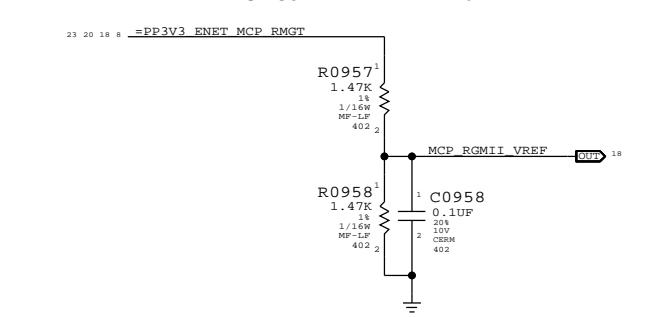 23 20 18 8 =PP3V3_ENET_MCP_RMGT
R0957 1
1.47K
1%
1/16W
MF-LF
402 2
MCP_RGMII_VREF OUT 18
R0958 1
1.47K
1%
1/16W
MF-LF
402 2
1 C0958
0.1UF
20%
10V
2 CERM
402